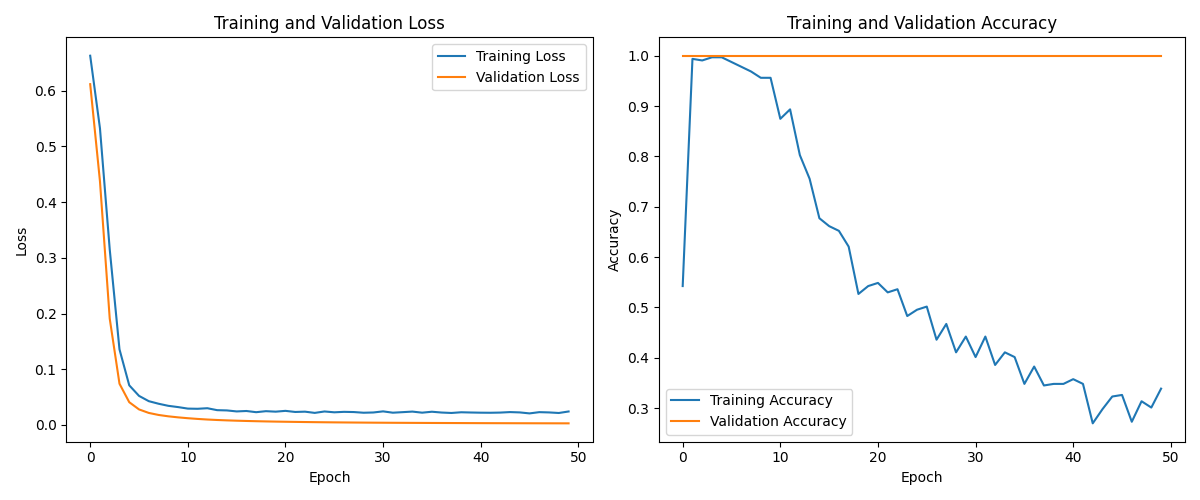 Training and Validation Loss
Training Loss
Validation Loss
0.6
0.5
0.4
0.3
0.2
0.1
0.0
Loss
0 10 20 30 40 50
Epoch
Training and Validation Accuracy
1.0
0.9
0.8
0.7
0.6
0.5
0.4
0.3
Accuracy
Training Accuracy
Validation Accuracy
0 10 20 30 40 50
Epoch